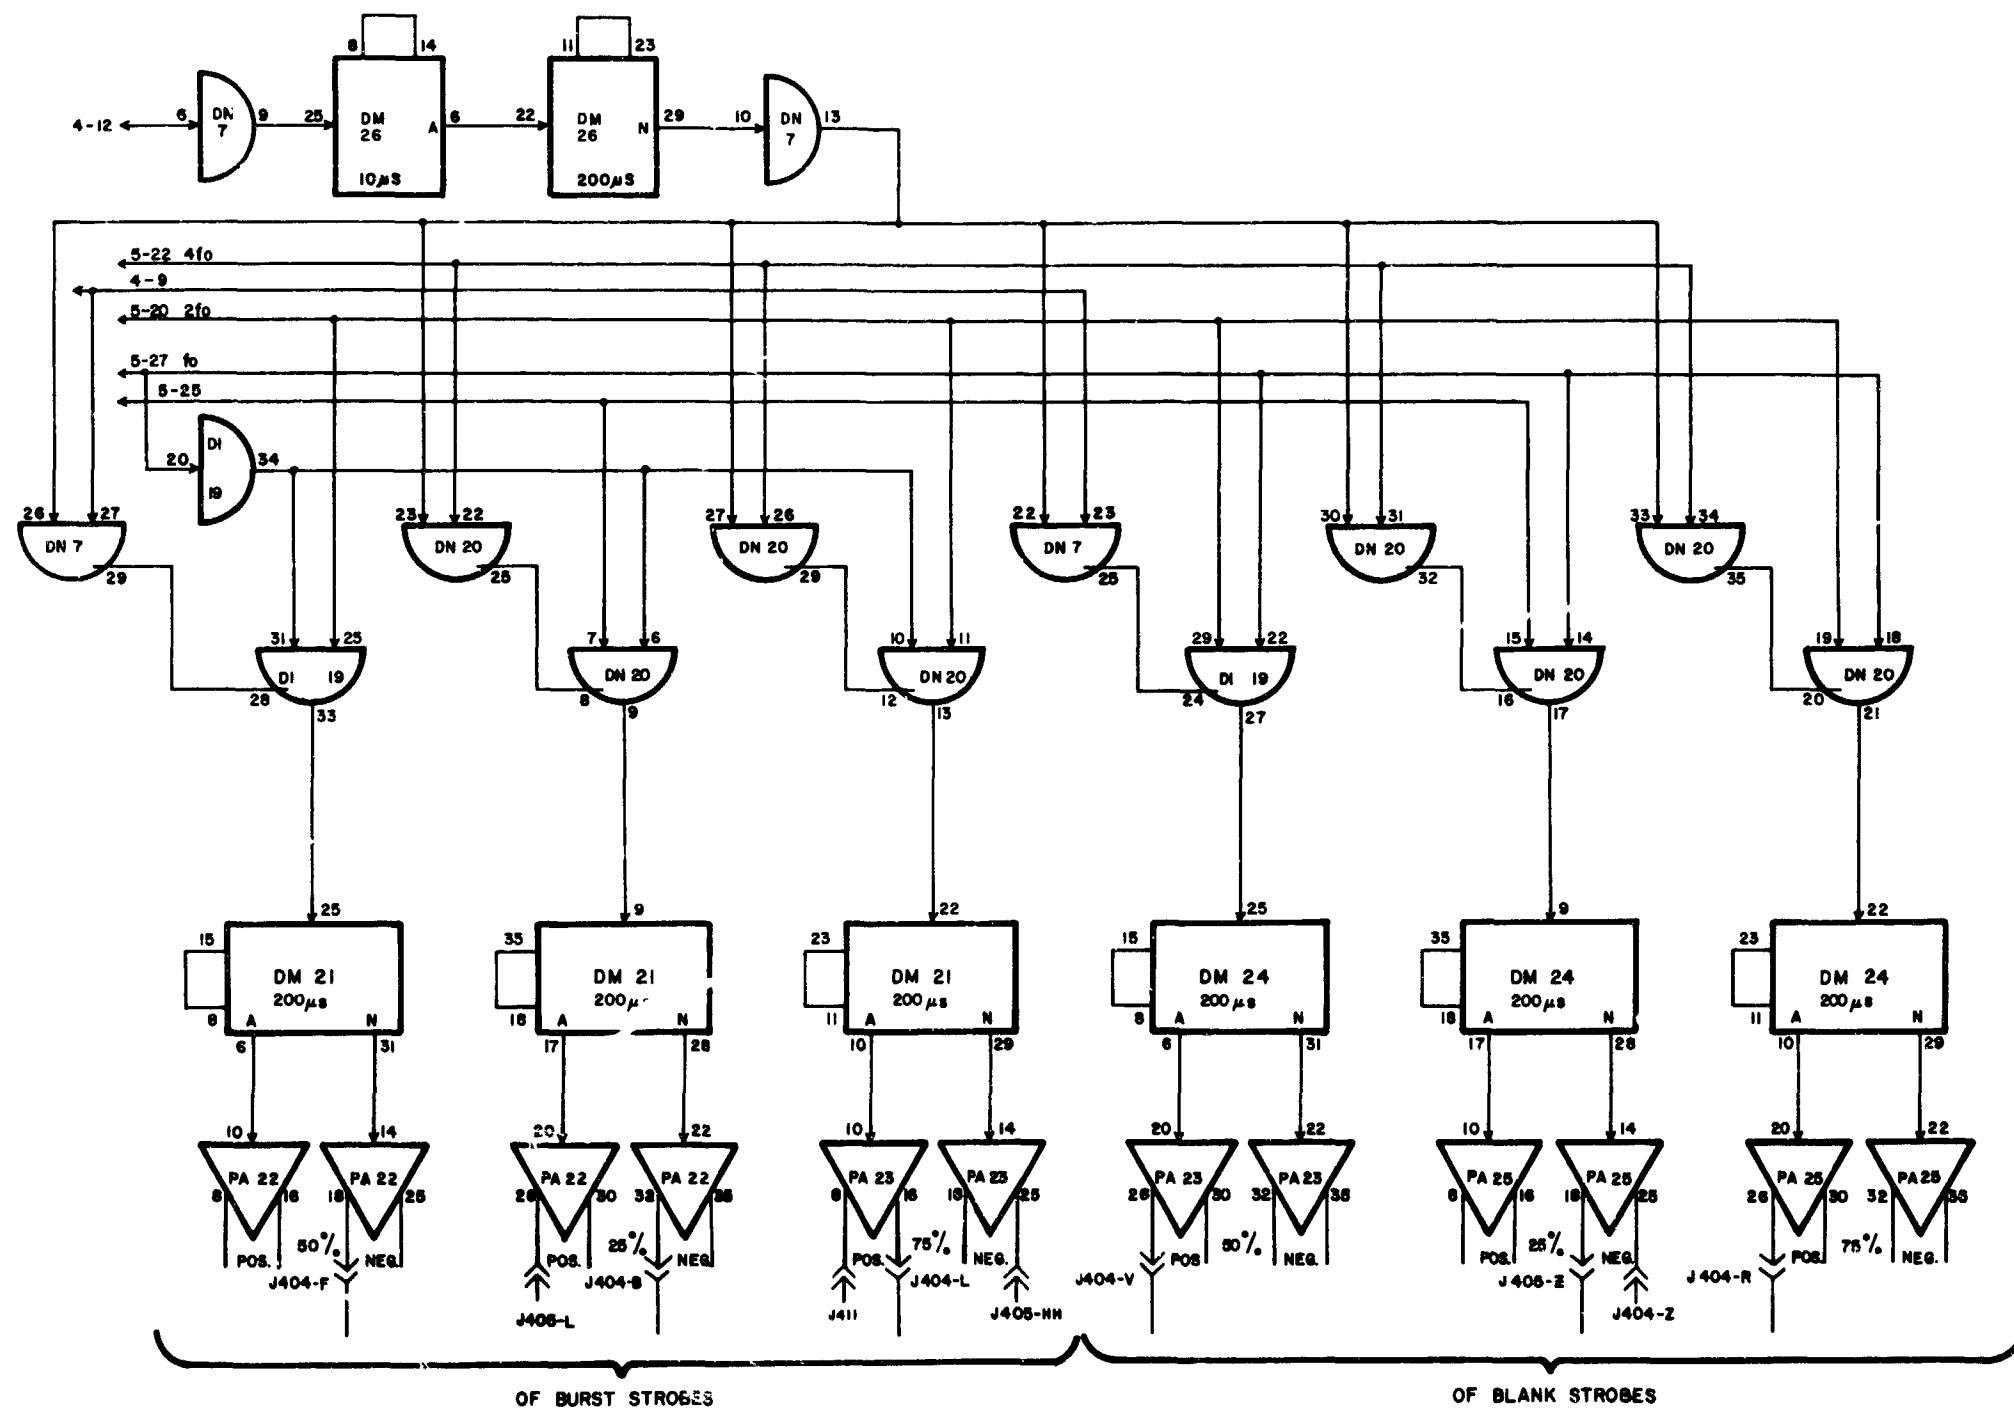 8 14 11 23
4-12 6 DN 7 9 25 DM 26 A 6 22 DM 26 N 29 10 DN 7 13
10µS 200µS
5-22 4fo
4-9
5-20 2fo
5-27 fo
5-25
20 DI 19 34
26 27 23 22 27 26 22 23 30 31 33 34
DN 7 DN 20 DN 20 DN 7 DN 20 DN 20
29 25 29 25 32 35
31 25 7 6 10 11 29 22 15 14 19 18
DI 19 DN 20 DN 20 DI 19 DN 20 DN 20
28 33 8 9 12 13 24 27 16 17 20 21
25 9 22 25 9 22
15 35 23 15 35 23
DM 21 DM 21 DM 21 DM 24 DM 24 DM 24
200µs 200µ 200µs 200µs 200µs 200µs
8 A N 18 A N 11 A N 8 A N 18 A N 11 A N
6 31 17 28 10 29 6 31 17 28 10 29
10 14 20 22 10 14 20 22 10 14 20 22
PA 22 PA 22 PA 22 PA 22 PA 23 PA 23 PA 23 PA 23 PA 25 PA 25 PA 25 PA 25
8 16 18 25 26 30 32 35 8 16 18 25 26 30 32 35 8 16 18 25 26 30 32 35
POS. 50% NEG. POS. 25% NEG. POS. 75% NEG. POS 50% NEG. POS. 25% NEG. POS. 75% NEG.
J404-F J404-B J404-L J404-V J405-Z J404-R
J405-L J411 J405-HH J404-Z
OF BURST STROBES OF BLANK STROBES